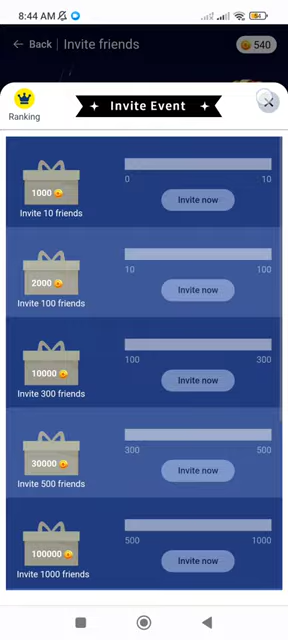 8:44 AM
54
Back | Invite friends
540
Ranking
Invite Event
1000
0 10
Invite 10 friends
Invite now
2000
10 100
Invite 100 friends
Invite now
10000
100 300
Invite 300 friends
Invite now
30000
300 500
Invite 500 friends
Invite now
100000
500 1000
Invite 1000 friends
Invite now